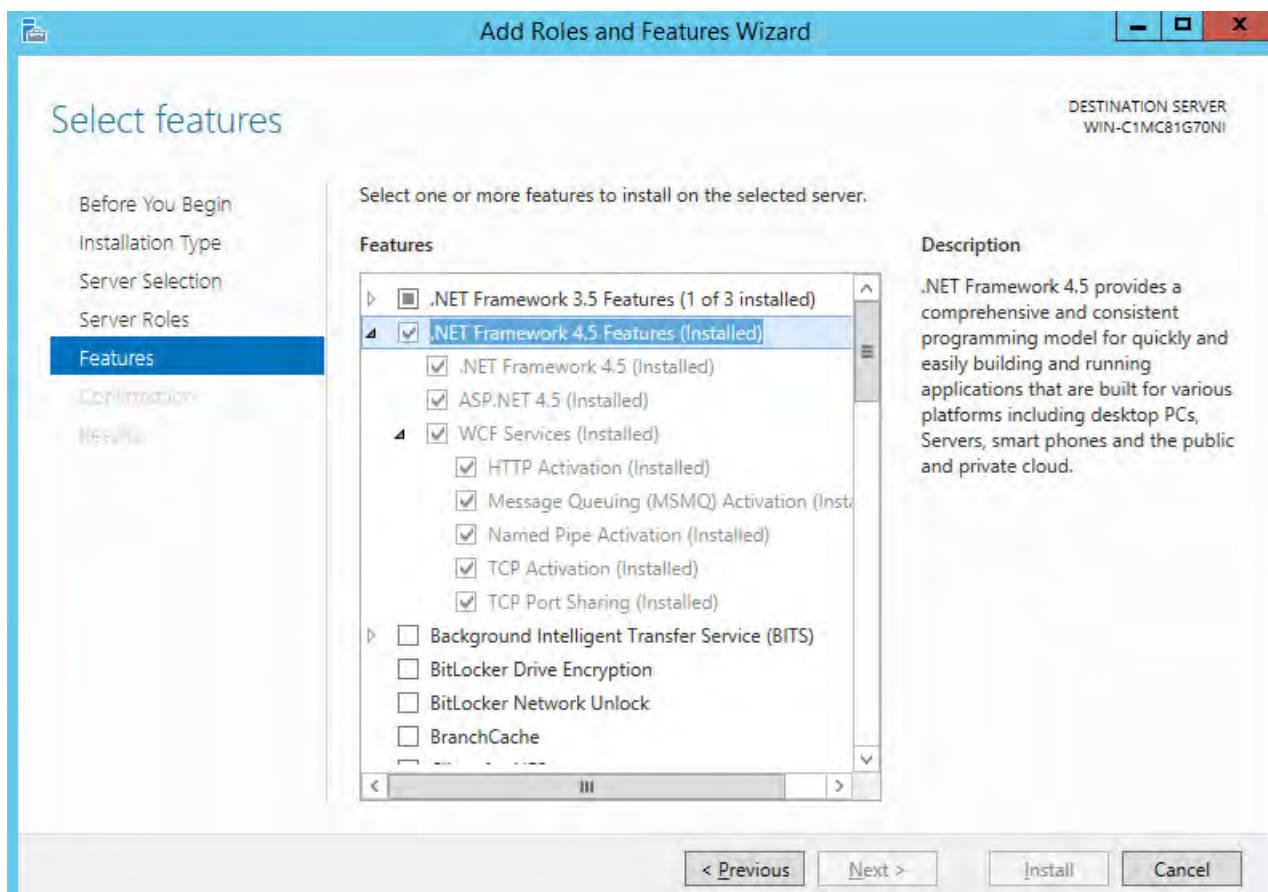 Add Roles and Features Wizard
Select features
DESTINATION SERVER
WIN-C1MC81G70NI
Before You Begin
Installation Type
Server Selection
Server Roles
Features
Confirmation
Results
Select one or more features to install on the selected server.
Features
.NET Framework 3.5 Features (1 of 3 installed)
.NET Framework 4.5 Features (Installed)
.NET Framework 4.5 (Installed)
ASP.NET 4.5 (Installed)
WCF Services (Installed)
HTTP Activation (Installed)
Message Queuing (MSMQ) Activation (Insta
Named Pipe Activation (Installed)
TCP Activation (Installed)
TCP Port Sharing (Installed)
Background Intelligent Transfer Service (BITS)
BitLocker Drive Encryption
BitLocker Network Unlock
BranchCache
Description
.NET Framework 4.5 provides a
comprehensive and consistent
programming model for quickly and
easily building and running
applications that are built for various
platforms including desktop PCs,
Servers, smart phones and the public
and private cloud.
< Previous
Next >
Install
Cancel